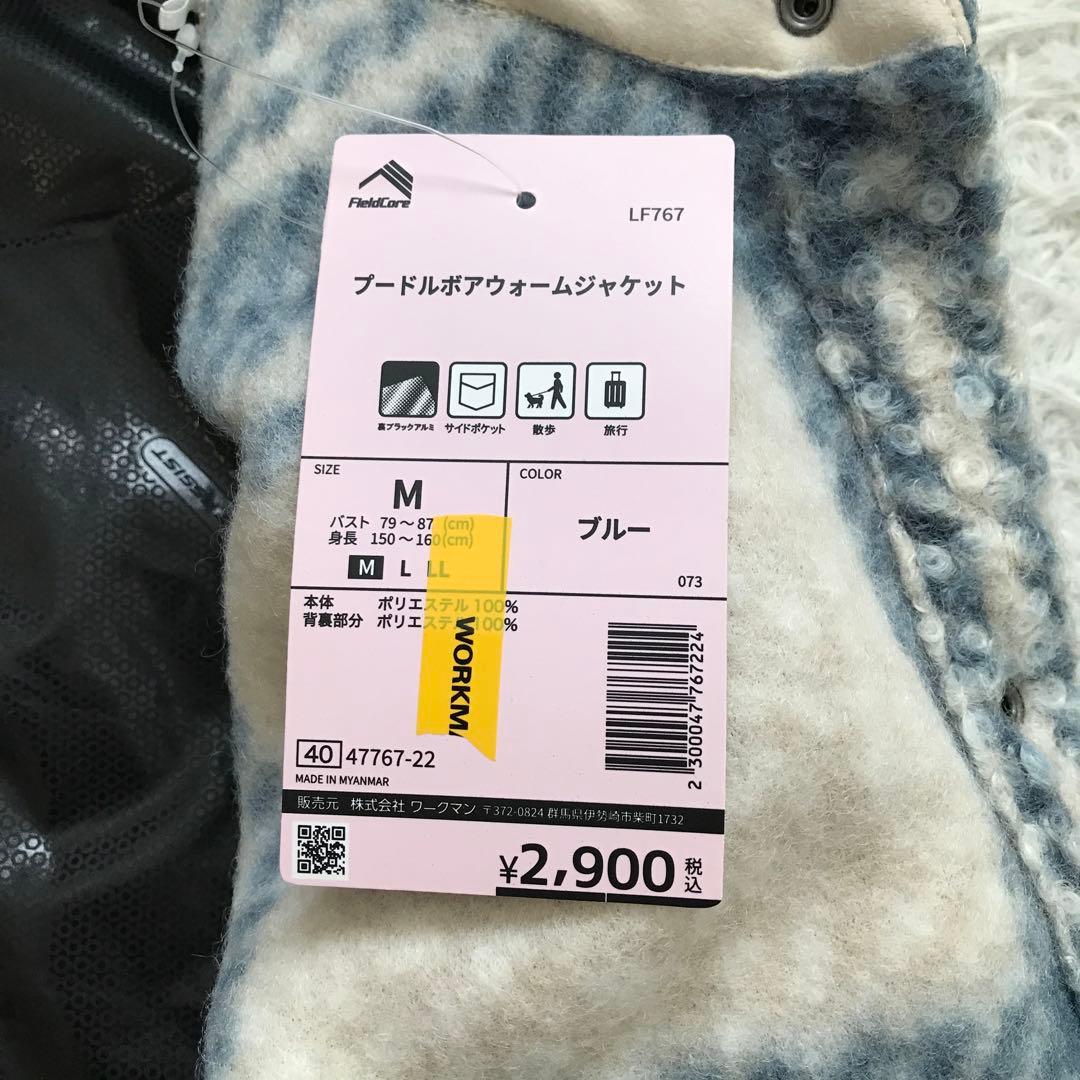 FieldCore
LF767
プードルボアウォームジャケット
裏ブラックアルミ サイドポケット 散歩 旅行
SIZE
M
バスト 79～87 (cm)
身長 150～160(cm)
M L LL
COLOR
ブルー
073
本体 ポリエステル 100%
背裏部分 ポリエステル 100%
WORKMA
2 300047 767224
40 47767-22
MADE IN MYANMAR
販売元 株式会社 ワークマン 〒372-0824 群馬県伊勢崎市柴町1732
¥2,900 税込